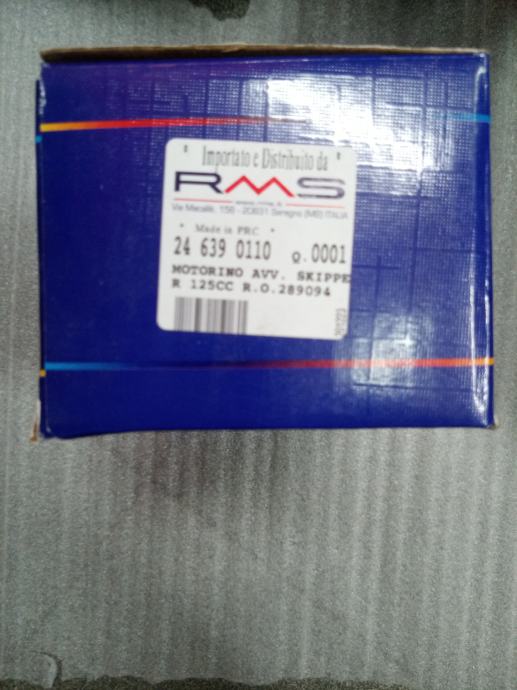 " Importato e Distribuito da "
RMS
Via Macallè, 156 - 20831 Seregno (MB) ITALIA
" Made in PRC "
24 639 0110 Q.0001
MOTORINO AVV. SKIPPE
R 125CC R.O.289094